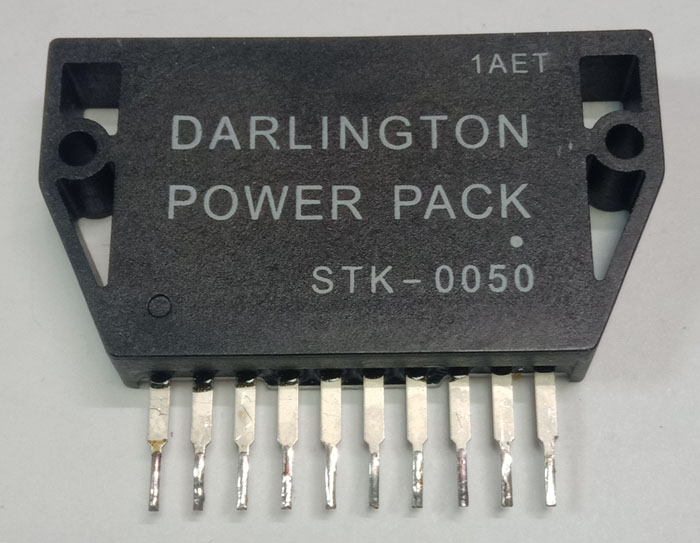 1AET
DARLINGTON
POWER PACK
STK-0050